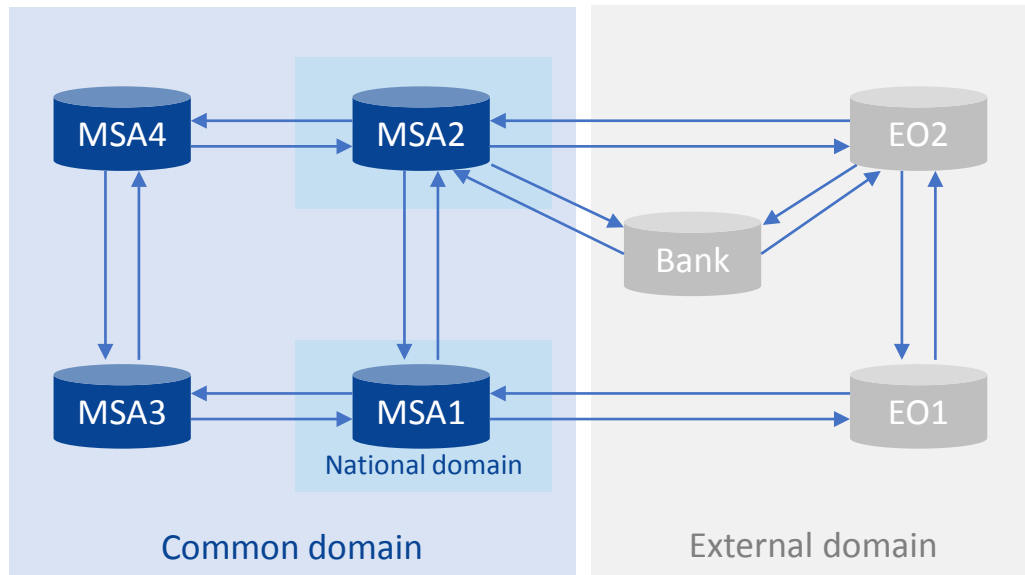 MSA4
MSA2
EO2
Bank
MSA3
MSA1
EO1
National domain
Common domain
External domain